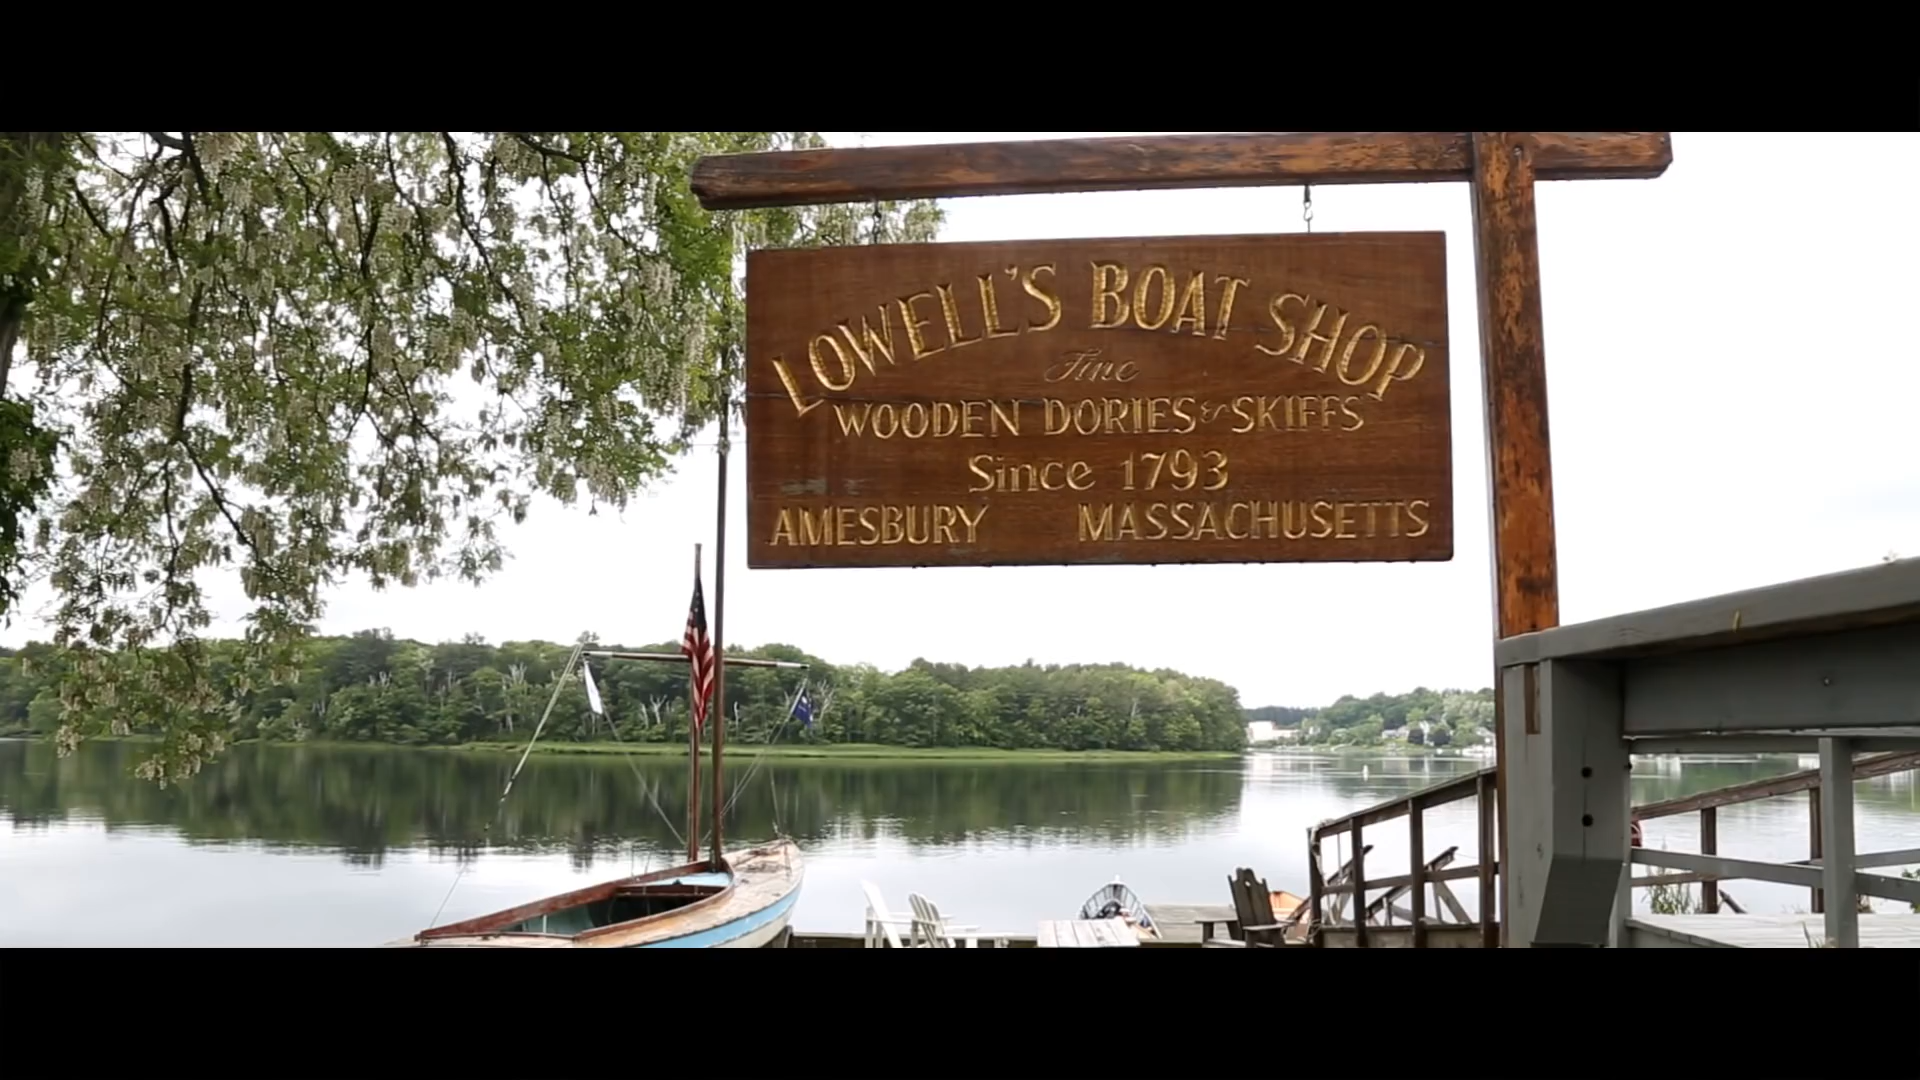 LOWELL'S BOAT SHOP
Fine
WOODEN DORIES & SKIFFS
Since 1793
AMESBURY MASSACHUSETTS